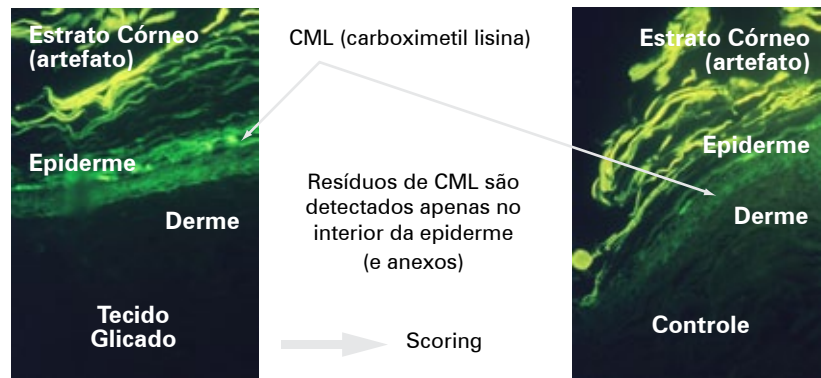 Estrato Córneo
(artefato)
Epiderme
Derme
Tecido
Glicado
CML (carboximetil lisina)
Resíduos de CML são
detectados apenas no
interior da epiderme
(e anexos)
Scoring
Estrato Córneo
(artefato)
Epiderme
Derme
Controle